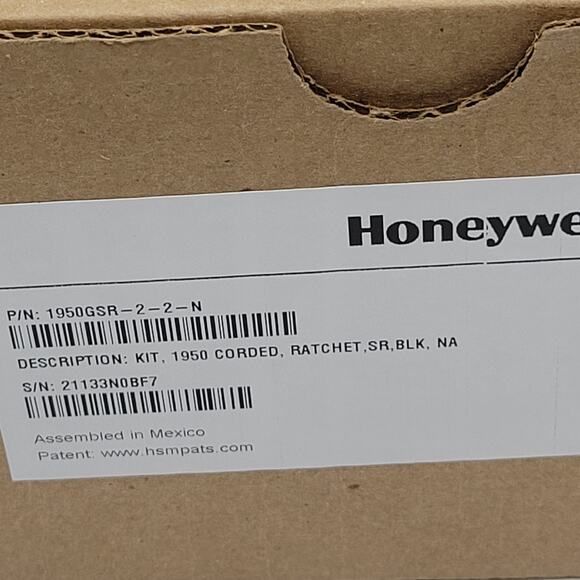 Honeywe
P/N: 1950GSR-2-2-N
DESCRIPTION: KIT, 1950 CORDED, RATCHET,SR,BLK, NA
S/N: 21133N0BF7
Assembled in Mexico
Patent: www.hsmpats.com